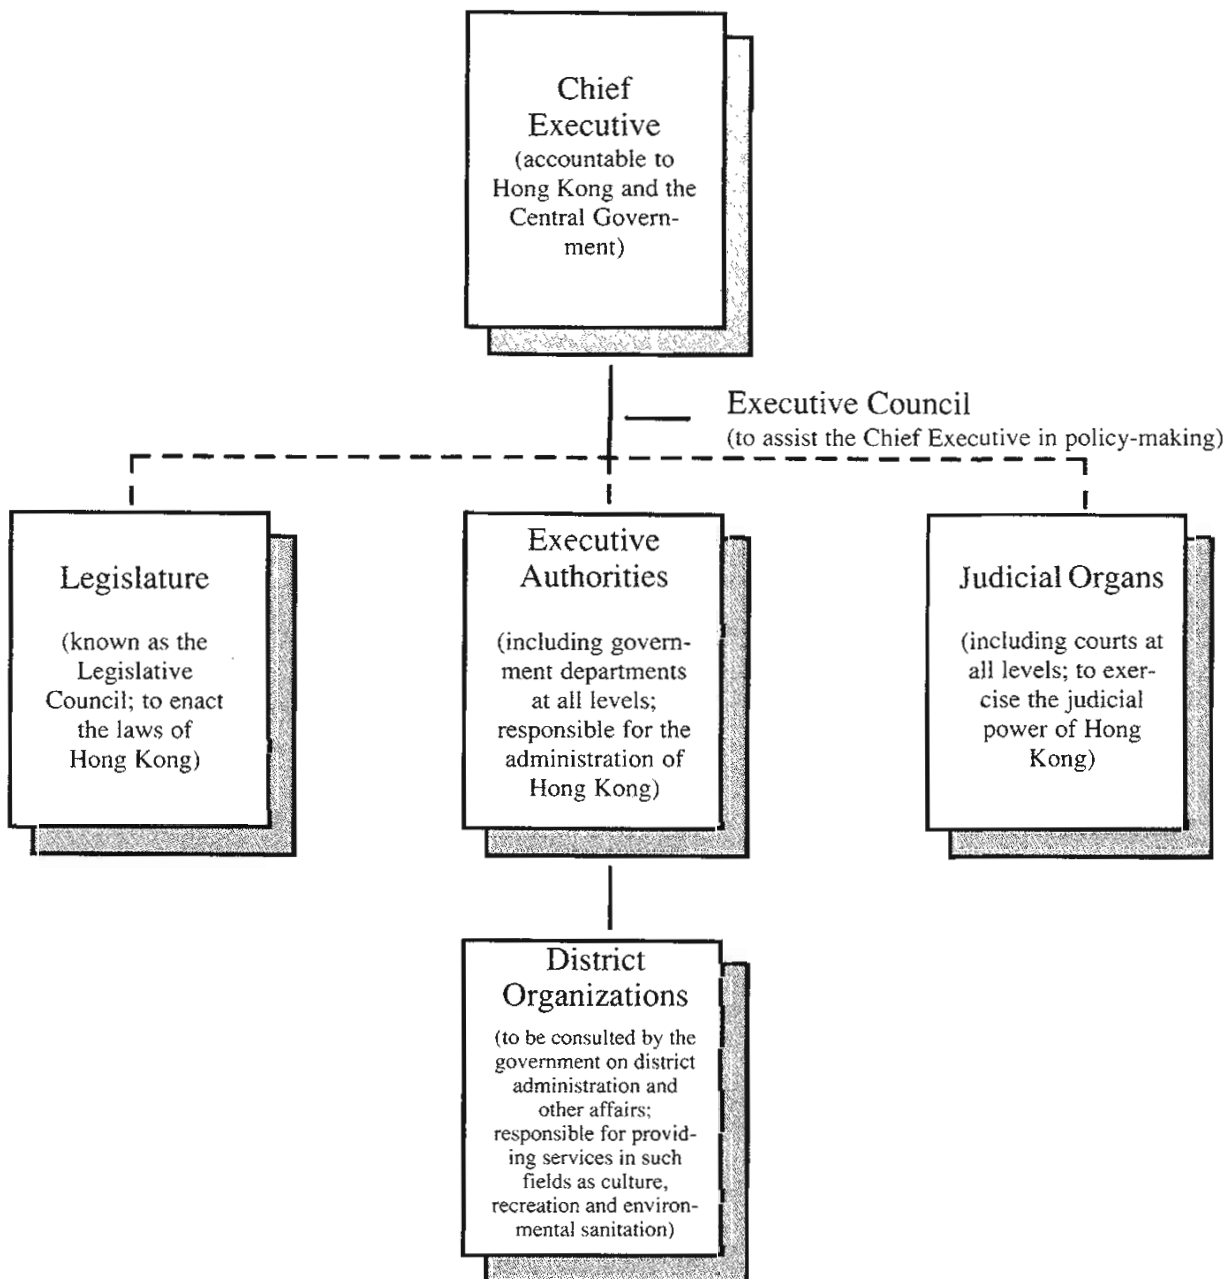 Chief
Executive
(accountable to
Hong Kong and the
Central Govern-
ment)
Executive Council
(to assist the Chief Executive in policy-making)
Legislature
(known as the
Legislative
Council; to enact
the laws of
Hong Kong)
Executive
Authorities
(including govern-
ment departments
at all levels;
responsible for the
administration of
Hong Kong)
Judicial Organs
(including courts at
all levels; to exer-
cise the judicial
power of Hong
Kong)
District
Organizations
(to be consulted by the
government on district
administration and
other affairs;
responsible for provid-
ing services in such
fields as culture,
recreation and environ-
mental sanitation)